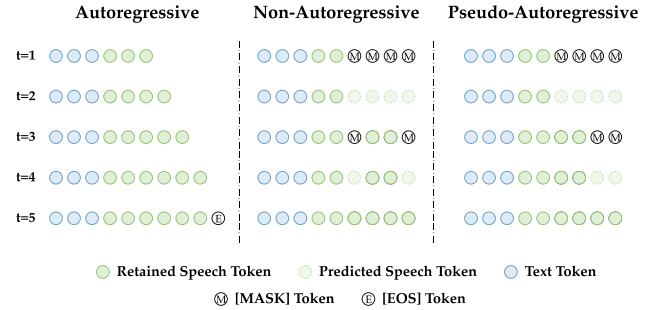 Autoregressive Non-Autoregressive Pseudo-Autoregressive
t=1 M M M M M M M M
t=2
t=3 M M M M
t=4
t=5 E
Retained Speech Token Predicted Speech Token Text Token
M [MASK] Token E [EOS] Token